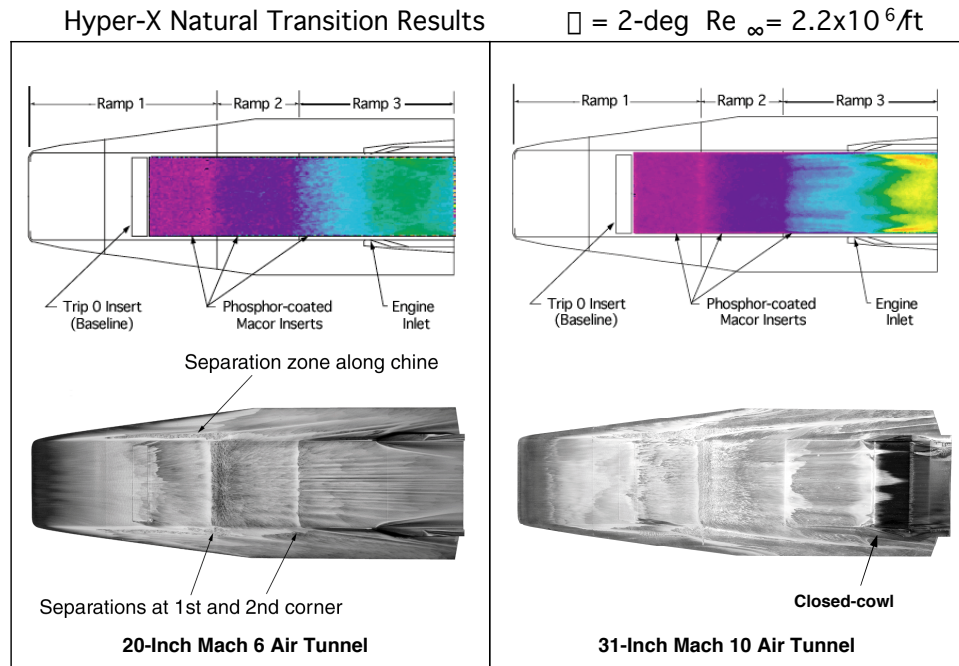 Hyper-X Natural Transition Results  □ = 2-deg Re ∞ = 2.2x10 6/ft
Ramp 1 Ramp 2 Ramp 3
Trip 0 Insert
(Baseline)
Phosphor-coated
Macor Inserts
Engine
Inlet
Separation zone along chine
Separations at 1st and 2nd corner
20-Inch Mach 6 Air Tunnel
Ramp 1 Ramp 2 Ramp 3
Trip 0 Insert
(Baseline)
Phosphor-coated
Macor Inserts
Engine
Inlet
Closed-cowl
31-Inch Mach 10 Air Tunnel